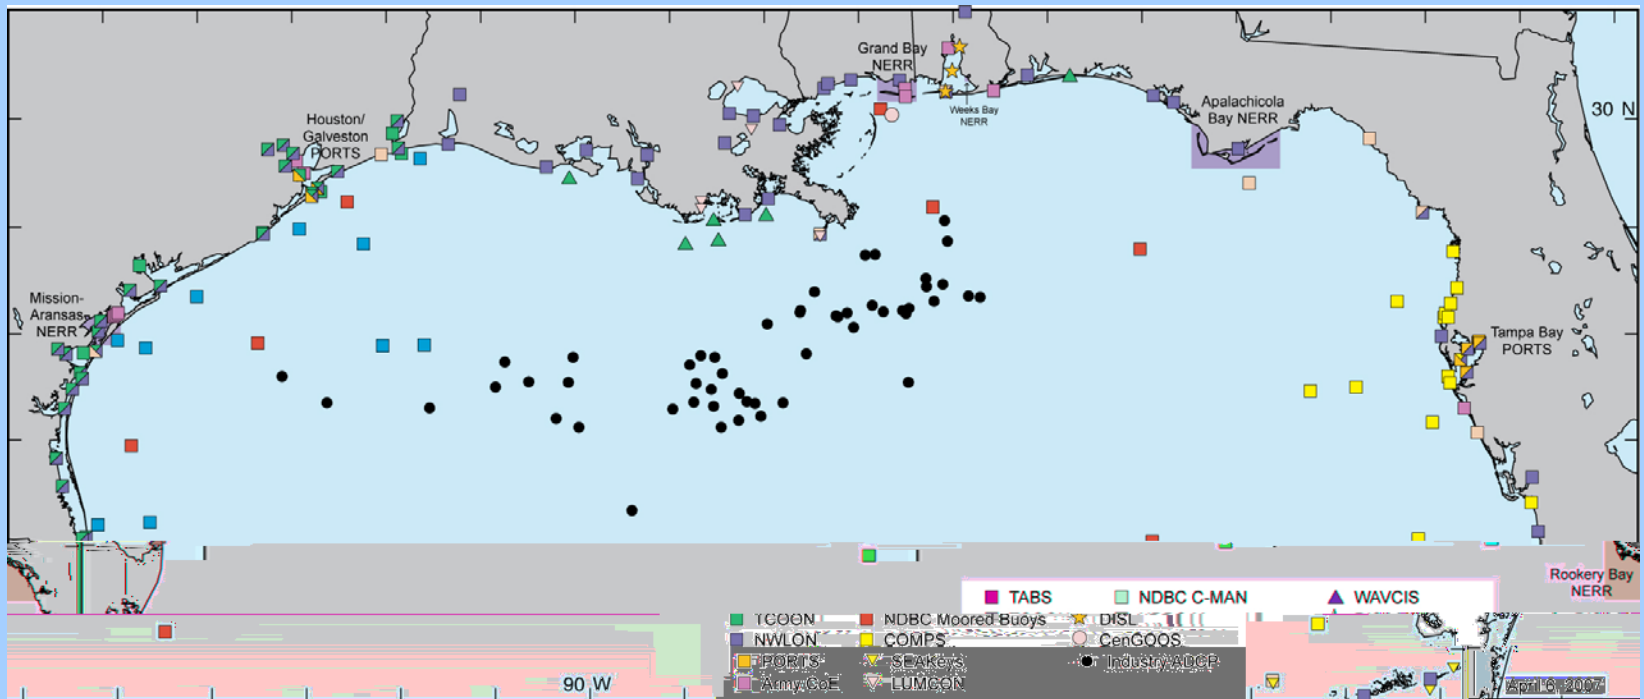 Grand Bay
NERR
Weeks Bay
NERR
Apalachicola
Bay NERR
30 N
Houston/
Galveston
PORTS
Mission-
Aransas
NERR
Tampa Bay
PORTS
Rookery Bay
NERR
TABS NDBC C-MAN WAVCIS
TCOON NDBC Moored Buoys DISL
NWLON COMPS CenGOOS
PORTS SEAKeys Industry ADCP
Army CoE LUMCON
90 W
April 6, 2007